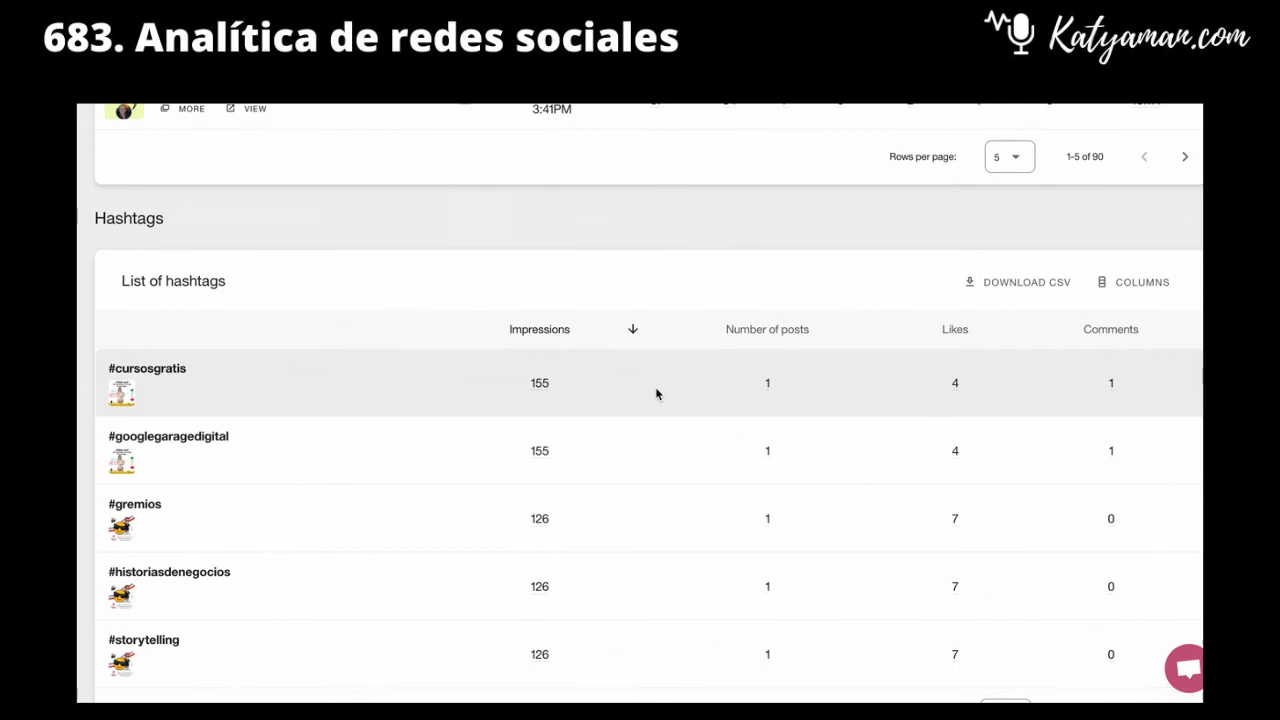 683. Analítica de redes sociales
Katyaman.com
MORE VIEW
3:41PM
Rows per page: 5 1-5 of 90
Hashtags
List of hashtags
DOWNLOAD CSV COLUMNS
Impressions Number of posts Likes Comments
#cursosgratis
155 1 4 1
#googlegaragedigital
155 1 4 1
#gremios
126 1 7 0
#historiasdenegocios
126 1 7 0
#storytelling
126 1 7 0